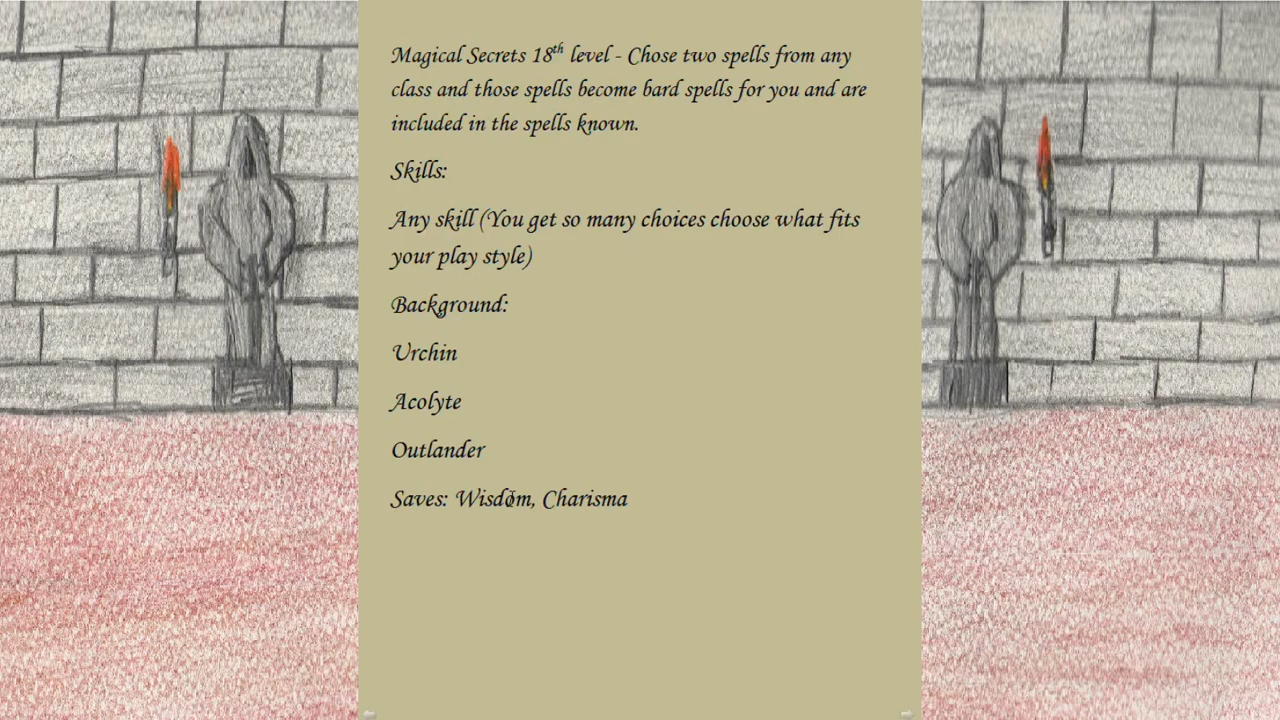 Magical Secrets 18th level - Chose two spells from any
class and those spells become bard spells for you and are
included in the spells known.
Skills:
Any skill (You get so many choices choose what fits
your play style)
Background:
Urchin
Acolyte
Outlander
Saves: Wisdom, Charisma